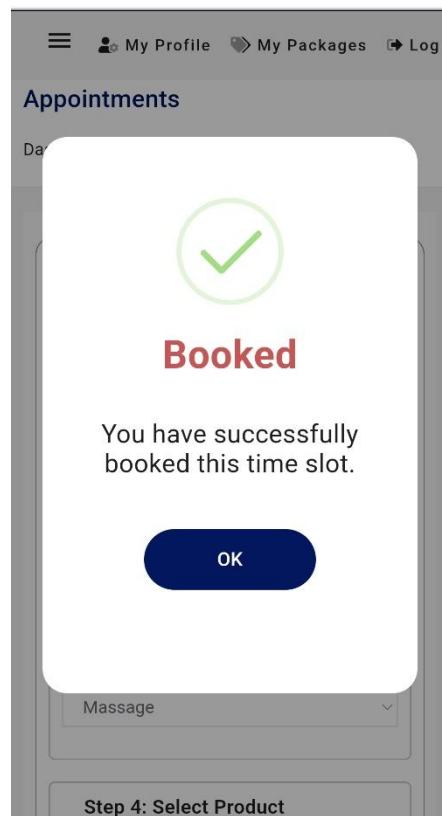 My Profile My Packages Log
Appointments
Da
Booked
You have successfully
booked this time slot.
OK
Massage
Step 4: Select Product